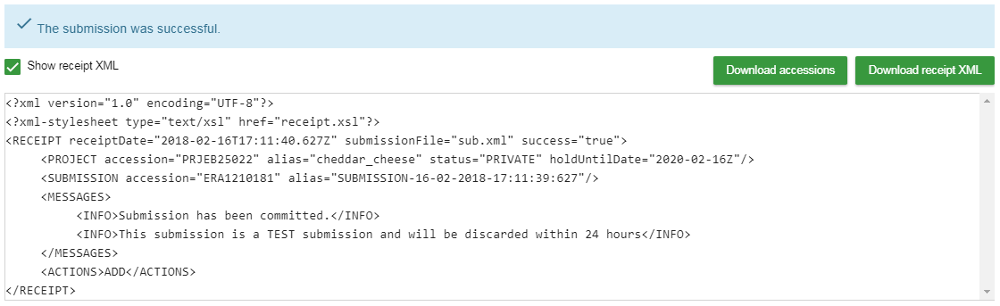 The submission was successful.
Show receipt XML
Download accessions
Download receipt XML
<?xml version="1.0" encoding="UTF-8"?>
<?xml-stylesheet type="text/xsl" href="receipt.xsl"?>
<RECEIPT receiptDate="2018-02-16T17:11:40.627Z" submissionFile="sub.xml" success="true">
     <PROJECT accession="PRJEB25022" alias="cheddar_cheese" status="PRIVATE" holdUntilDate="2020-02-16Z"/>
     <SUBMISSION accession="ERA1210181" alias="SUBMISSION-16-02-2018-17:11:39:627"/>
     <MESSAGES>
          <INFO>Submission has been committed.</INFO>
          <INFO>This submission is a TEST submission and will be discarded within 24 hours</INFO>
     </MESSAGES>
     <ACTIONS>ADD</ACTIONS>
</RECEIPT>